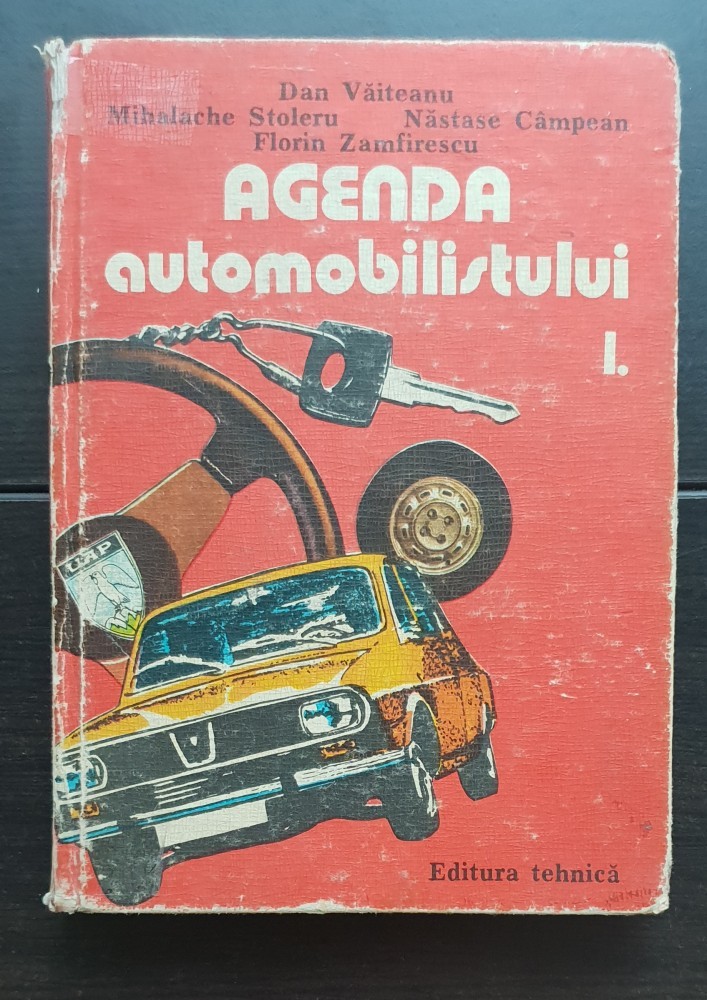 Dan Văiteanu
Mihalache Stoleru Năstase Câmpean
Florin Zamfirescu
AGENDA
automobilistului
I.
UAP
Editura tehnică